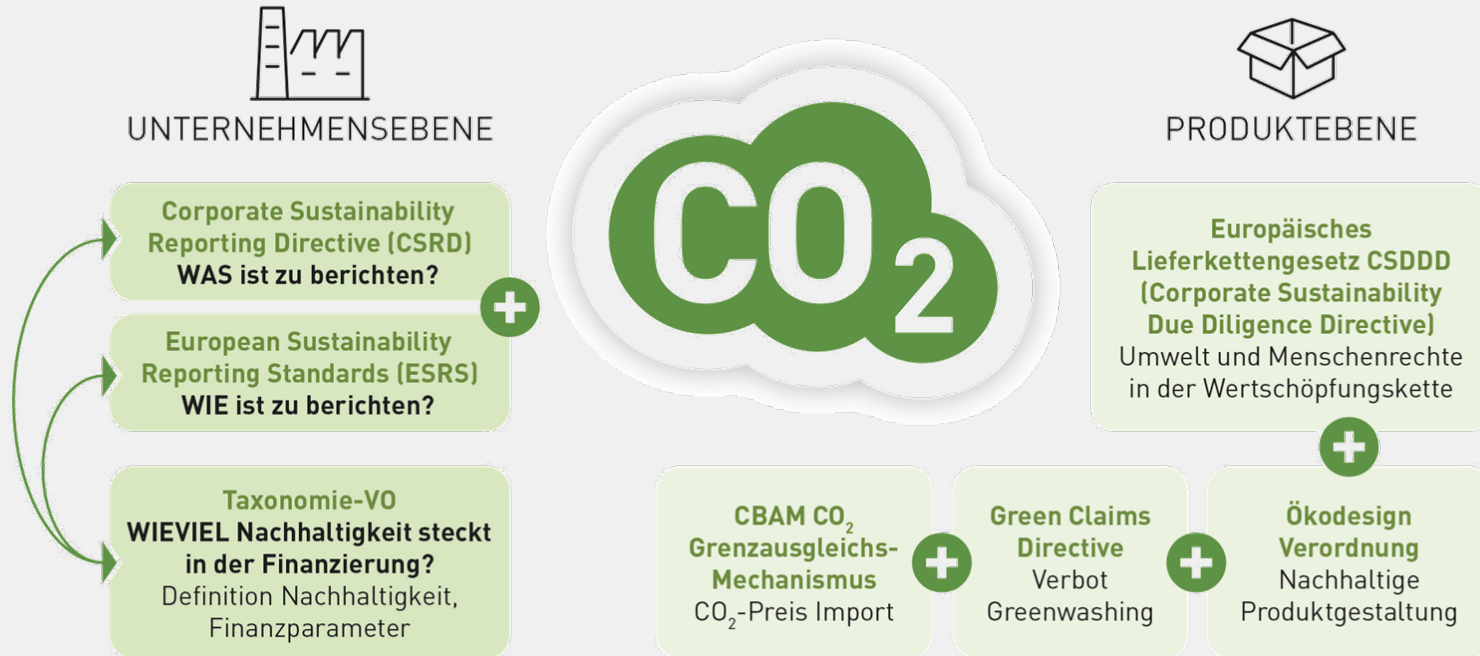 UNTERNEHMENSEBENE
Corporate Sustainability
Reporting Directive (CSRD)
WAS ist zu berichten?
European Sustainability
Reporting Standards (ESRS)
WIE ist zu berichten?
Taxonomie-VO
WIEVIEL Nachhaltigkeit steckt
in der Finanzierung?
Definition Nachhaltigkeit,
Finanzparameter
CO₂
PRODUKTEBENE
Europäisches
Lieferkettengesetz CSDDD
(Corporate Sustainability
Due Diligence Directive)
Umwelt und Menschenrechte
in der Wertschöpfungskette
CBAM CO₂
Grenzausgleichs-
Mechanismus
CO₂-Preis Import
Green Claims
Directive
Verbot
Greenwashing
Ökodesign
Verordnung
Nachhaltige
Produktgestaltung